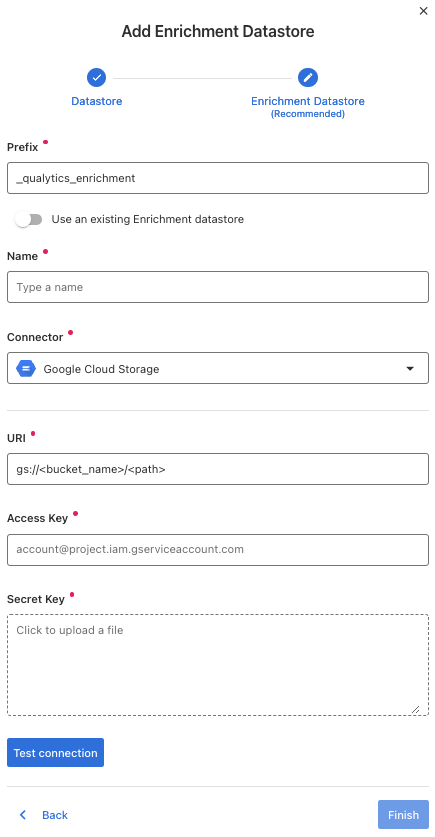 Add Enrichment Datastore
Datastore
Enrichment Datastore
(Recommended)
Prefix
_qualytics_enrichment
Use an existing Enrichment datastore
Name
Type a name
Connector
Google Cloud Storage
URI
gs://<bucket_name>/<path>
Access Key
account@project.iam.gserviceaccount.com
Secret Key
Click to upload a file
Test connection
Back
Finish